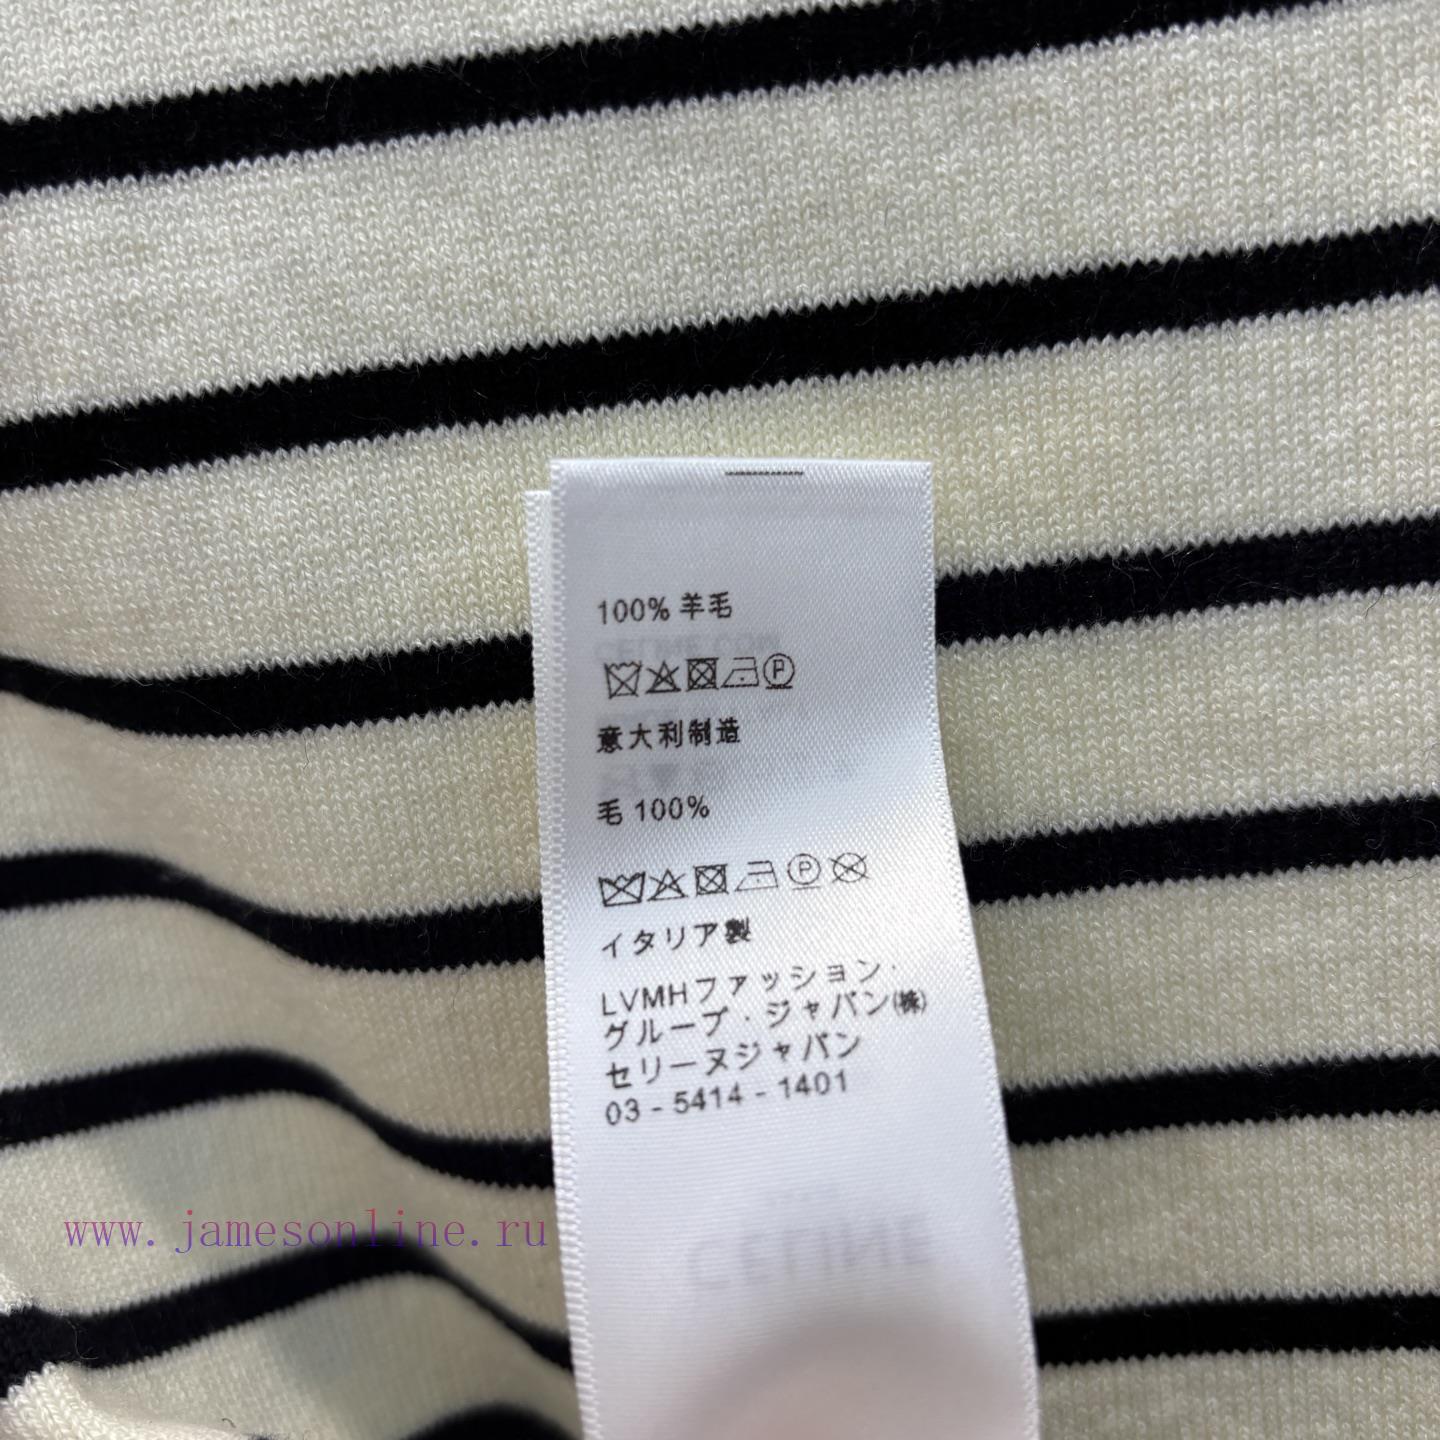 100% 羊毛
意大利制造
毛 100%
イタリア製
LVMHファッション・
グループ・ジャパン(株)
セリーヌジャパン
03 - 5414 - 1401
CELINE
www.jamesonline.ru